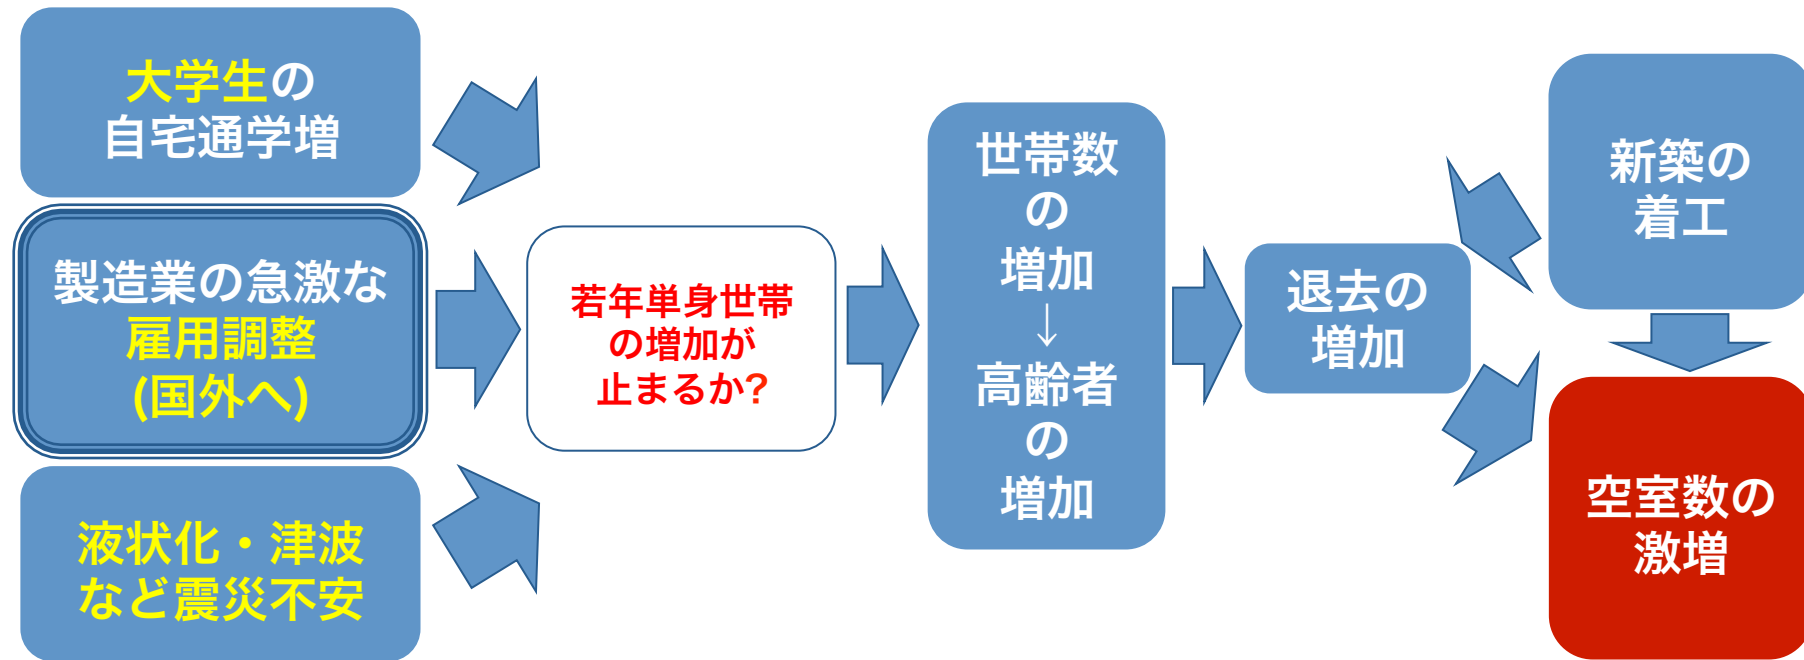 大学生の
自宅通学増
製造業の急激な
雇用調整
(国外へ)
液状化・津波
など震災不安
若年単身世帯
の増加が
止まるか?
世帯数
の
増加
↓
高齢者
の
増加
退去の
増加
新築の
着工
空室数の
激増